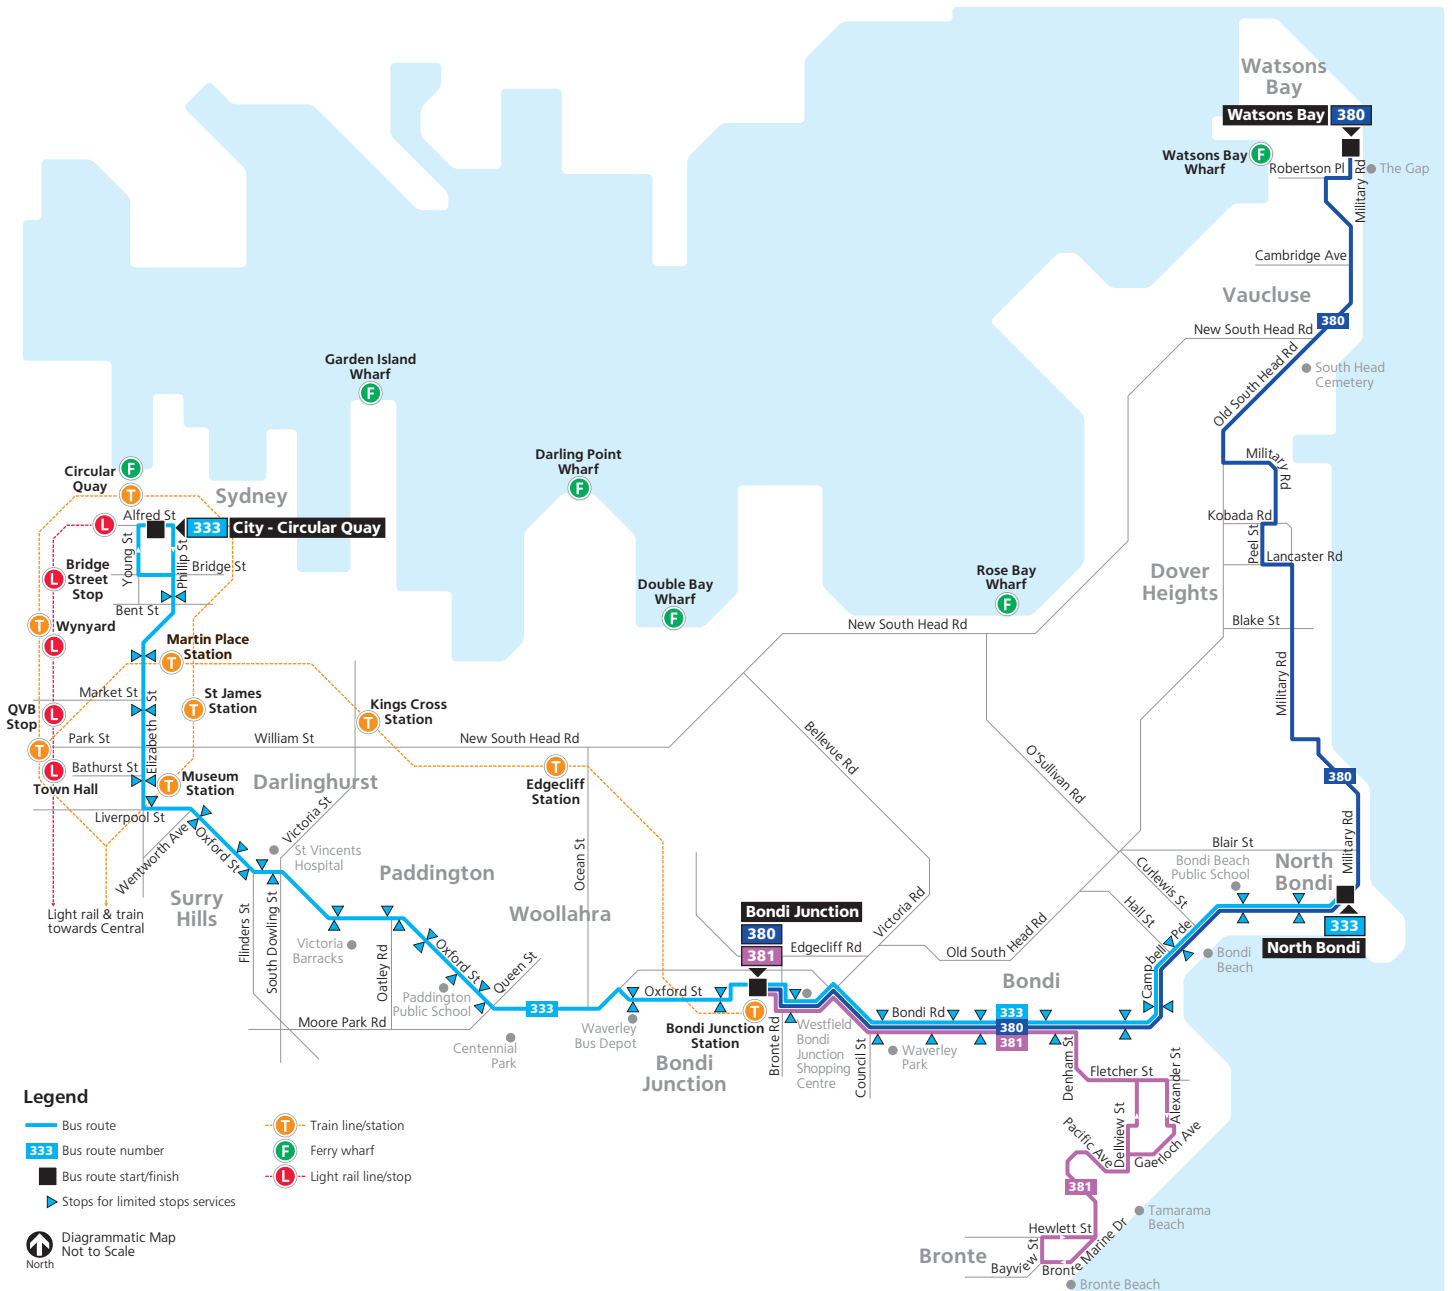 Watsons
Bay
Watsons Bay 380
Watsons Bay
Wharf
F
Robertson Pl
Military Rd
The Gap
Cambridge Ave
Vaucluse
380
New South Head Rd
Old South Head Rd
South Head
Cemetery
Garden Island
Wharf
F
Darling Point
Wharf
F
Military Rd
Circular
Quay
F
T
Sydney
L
Alfred St
333 City - Circular Quay
Kobada Rd
Peel St
Lancaster Rd
Young St
Phillip St
Bridge St
Bridge
Street
Stop
L
Bent St
Dover
Heights
Double Bay
Wharf
F
Rose Bay
Wharf
F
Blake St
New South Head Rd
T
Wynyard
L
Martin Place
Station
T
Military Rd
Market St
Elizabeth St
St James
Station
T
QVB
Stop
L
Kings Cross
Station
T
Park St
William St
New South Head Rd
T
Bellevue Rd
O'Sullivan Rd
Bathurst St
L
Town Hall
Museum
Station
T
Darlinghurst
T
Edgecliff
Station
380
Liverpool St
Wentworth Ave
Oxford St
Victoria St
St Vincents
Hospital
Ocean St
Military Rd
Blair St
Bondi Beach
Public School
North
Bondi
Curlewis St
Hall St
Paddington
Surry
Hills
Woollahra
Light rail & train
towards Central
Flinders St
South Dowling St
Victoria
Barracks
Oatley Rd
Oxford St
Queen St
Paddington
Public School
Bondi Junction
380
381
Edgecliff Rd
Victoria Rd
Old South Head Rd
Campbell Pde
333
North Bondi
Bondi
Beach
Bondi
Moore Park Rd
333
Centennial
Park
Oxford St
Waverley
Bus Depot
T
Bondi Junction
Station
Bondi
Junction
Bronte Rd
Westfield
Bondi
Junction
Shopping
Centre
Council St
Bondi Rd
333
380
381
Waverley
Park
Denham St
Fletcher St
Alexander St
Dellview St
Gaerloch Ave
Pacific Ave
381
Tamarama
Beach
Hewlett St
Bayview St
Bronte Marine Dr
Bronte
Bronte Beach
Legend
Bus route
333 Bus route number
Bus route start/finish
Stops for limited stops services
T Train line/station
F Ferry wharf
L Light rail line/stop
Diagrammatic Map
Not to Scale
North